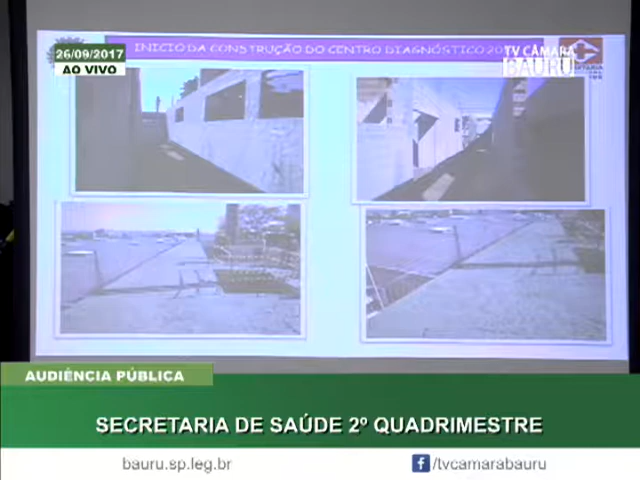 26/09/2017
AO VIVO
INICIO DA CONSTRUÇÃO DO CENTRO DIAGNÓSTICO
TV CÂMARA
BAURU
AUDIÊNCIA PÚBLICA
SECRETARIA DE SAÚDE 2º QUADRIMESTRE
bauru.sp.leg.br
/tvcamarabauru